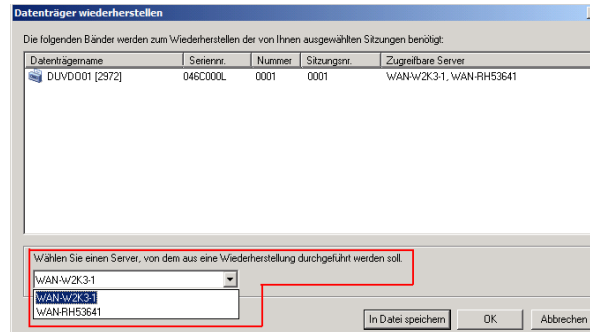 Datenträger wiederherstellen
Die folgenden Bänder werden zum Wiederherstellen der von Ihnen ausgewählten Sitzungen benötigt:
Datenträgername Seriennr. Nummer Sitzungsnr. Zugreifbare Server
DUVDO01 [2972] 046C000L 0001 0001 WAN-W2K3-1, WAN-RH53641
Wählen Sie einen Server, von dem aus eine Wiederherstellung durchgeführt werden soll.
WAN-W2K3-1
WAN-W2K3-1
WAN-RH53641
In Datei speichern OK Abbrechen